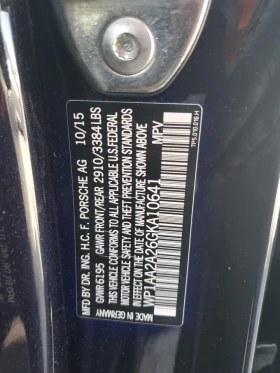 MFD BY DR. ING. H.C. F. PORSCHE AG 10/15
GVWR 6195 GAWR FRONT/REAR 2910/3384 LBS
THIS VEHICLE CONFORMS TO ALL APPLICABLE U.S. FEDERAL
MOTOR VEHICLE SAFETY, BUMPER AND THEFT PREVENTION STANDARDS
IN EFFECT ON THE DATE OF MANUFACTURE SHOWN ABOVE
WP1AA2A26GKA10641 MPV
MADE IN GERMANY